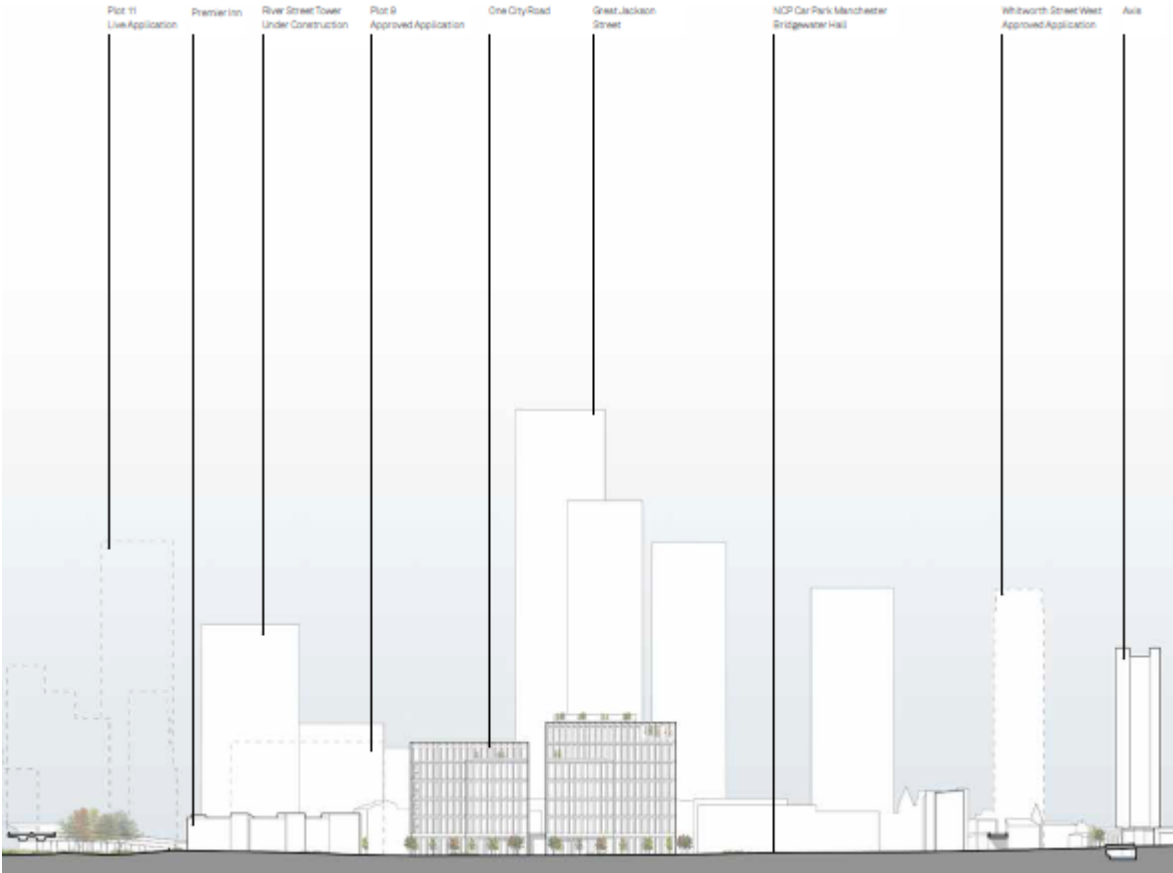 Plot 11
Live Application
Premier Inn
River Street Tower
Under Construction
Plot 9
Approved Application
One City Road
Great Jackson
Street
NCP Car Park Manchester
Bridgewater Hall
Whitworth Street West
Approved Application
Axis